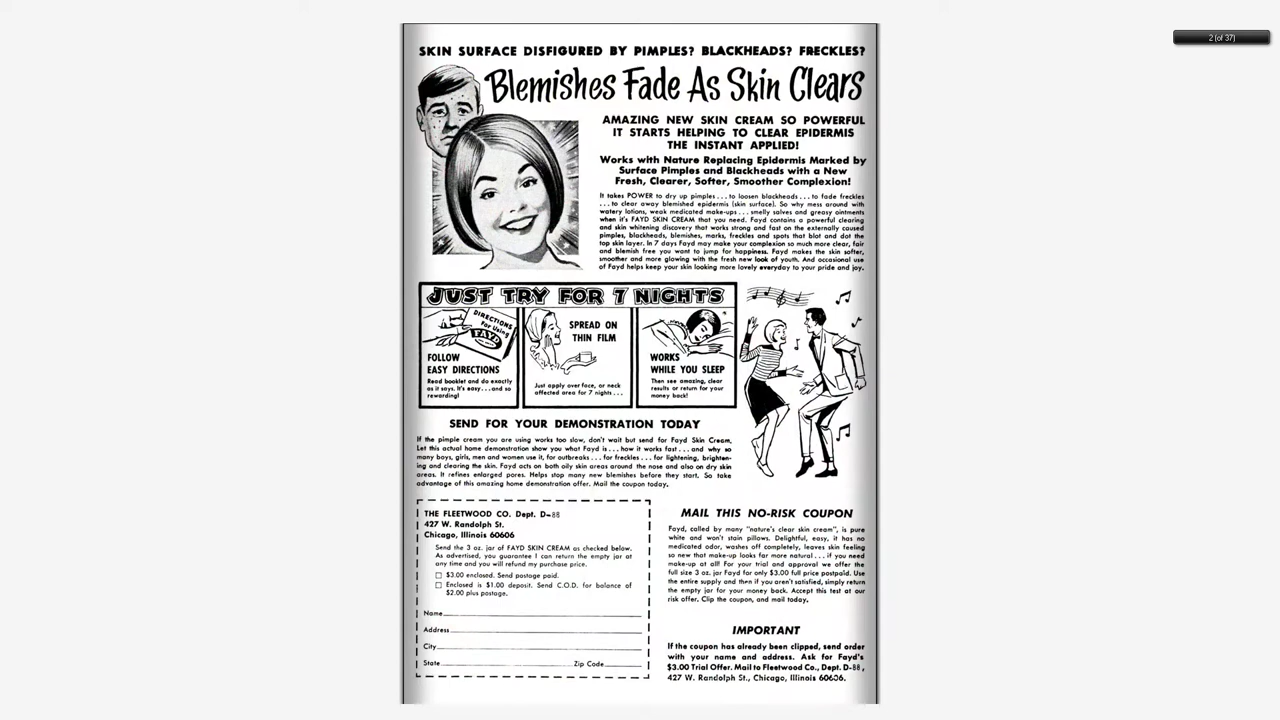 2 (of 37)
SKIN SURFACE DISFIGURED BY PIMPLES? BLACKHEADS? FRECKLES?
Blemishes Fade As Skin Clears
AMAZING NEW SKIN CREAM SO POWERFUL
IT STARTS HELPING TO CLEAR EPIDERMIS
THE INSTANT APPLIED!
Works with Nature Replacing Epidermis Marked by
Surface Pimples and Blackheads with a New
Fresh, Clearer, Softer, Smoother Complexion!
It takes POWER to dry up pimples . . . to loosen blackheads . . . to fade freckles
. . . to clear away blemished epidermis (skin surface). So why mess around with
watery lotions, weak medicated make-ups . . . smelly salves and greasy ointments
when it's FAYD SKIN CREAM that you need. Fayd contains a powerful clearing
and skin whitening discovery that works strong and fast on the externally caused
pimples, blackheads, blemishes, marks, freckles and spots that blot and dot the
top skin layer. In 7 days Fayd may make your complexion so much more clear, fair
and blemish free you want to jump for happiness. Fayd makes the skin softer,
smoother and more glowing with the fresh new look of youth. And occasional use
of Fayd helps keep your skin looking more lovely everyday to your pride and joy.
JUST TRY FOR 7 NIGHTS
DIRECTIONS
for Using
FAYD
FOLLOW
EASY DIRECTIONS
Read booklet and do exactly
as it says. It's easy . . . and so
rewarding!
SPREAD ON
THIN FILM
Just apply over face, or neck
affected area for 7 nights . . .
WORKS
WHILE YOU SLEEP
Then see amazing, clear
results or return for your
money back!
SEND FOR YOUR DEMONSTRATION TODAY
If the pimple cream you are using works too slow, don't wait but send for Fayd Skin Cream.
Let this actual home demonstration show you what Fayd is . . . how it works fast . . . and why so
many boys, girls, men and women use it, for outbreaks . . . for freckles . . . for lightening, brighten-
ing and clearing the skin. Fayd acts on both oily skin areas around the nose and also on dry skin
areas. It refines enlarged pores. Helps stop many new blemishes before they start. So take
advantage of this amazing home demonstration offer. Mail the coupon today.
THE FLEETWOOD CO. Dept. D-88
427 W. Randolph St.
Chicago, Illinois 60606
Send the 3 oz. jar of FAYD SKIN CREAM as checked below.
As advertised, you guarantee I can return the empty jar at
any time and you will refund my purchase price.
☐ $3.00 enclosed. Send postage paid.
☐ Enclosed is $1.00 deposit. Send C.O.D. for balance of
$2.00 plus postage.
Name
Address
City
State Zip Code
MAIL THIS NO-RISK COUPON
Fayd, called by many "nature's clear skin cream", is pure
white and won't stain pillows. Delightful, easy, it has no
medicated odor, washes off completely, leaves skin feeling
so new that make-up looks far more natural . . . if you need
make-up at all! For your trial and approval we offer the
full size 3 oz. jar Fayd for only $3.00 full price postpaid. Use
the entire supply and then if you aren't satisfied, simply return
the empty jar for your money back. Accept this test at our
risk offer. Clip the coupon, and mail today.
IMPORTANT
If the coupon has already been clipped, send order
with your name and address. Ask for Fayd's
$3.00 Trial Offer. Mail to Fleetwood Co., Dept. D-88,
427 W. Randolph St., Chicago, Illinois 60606.